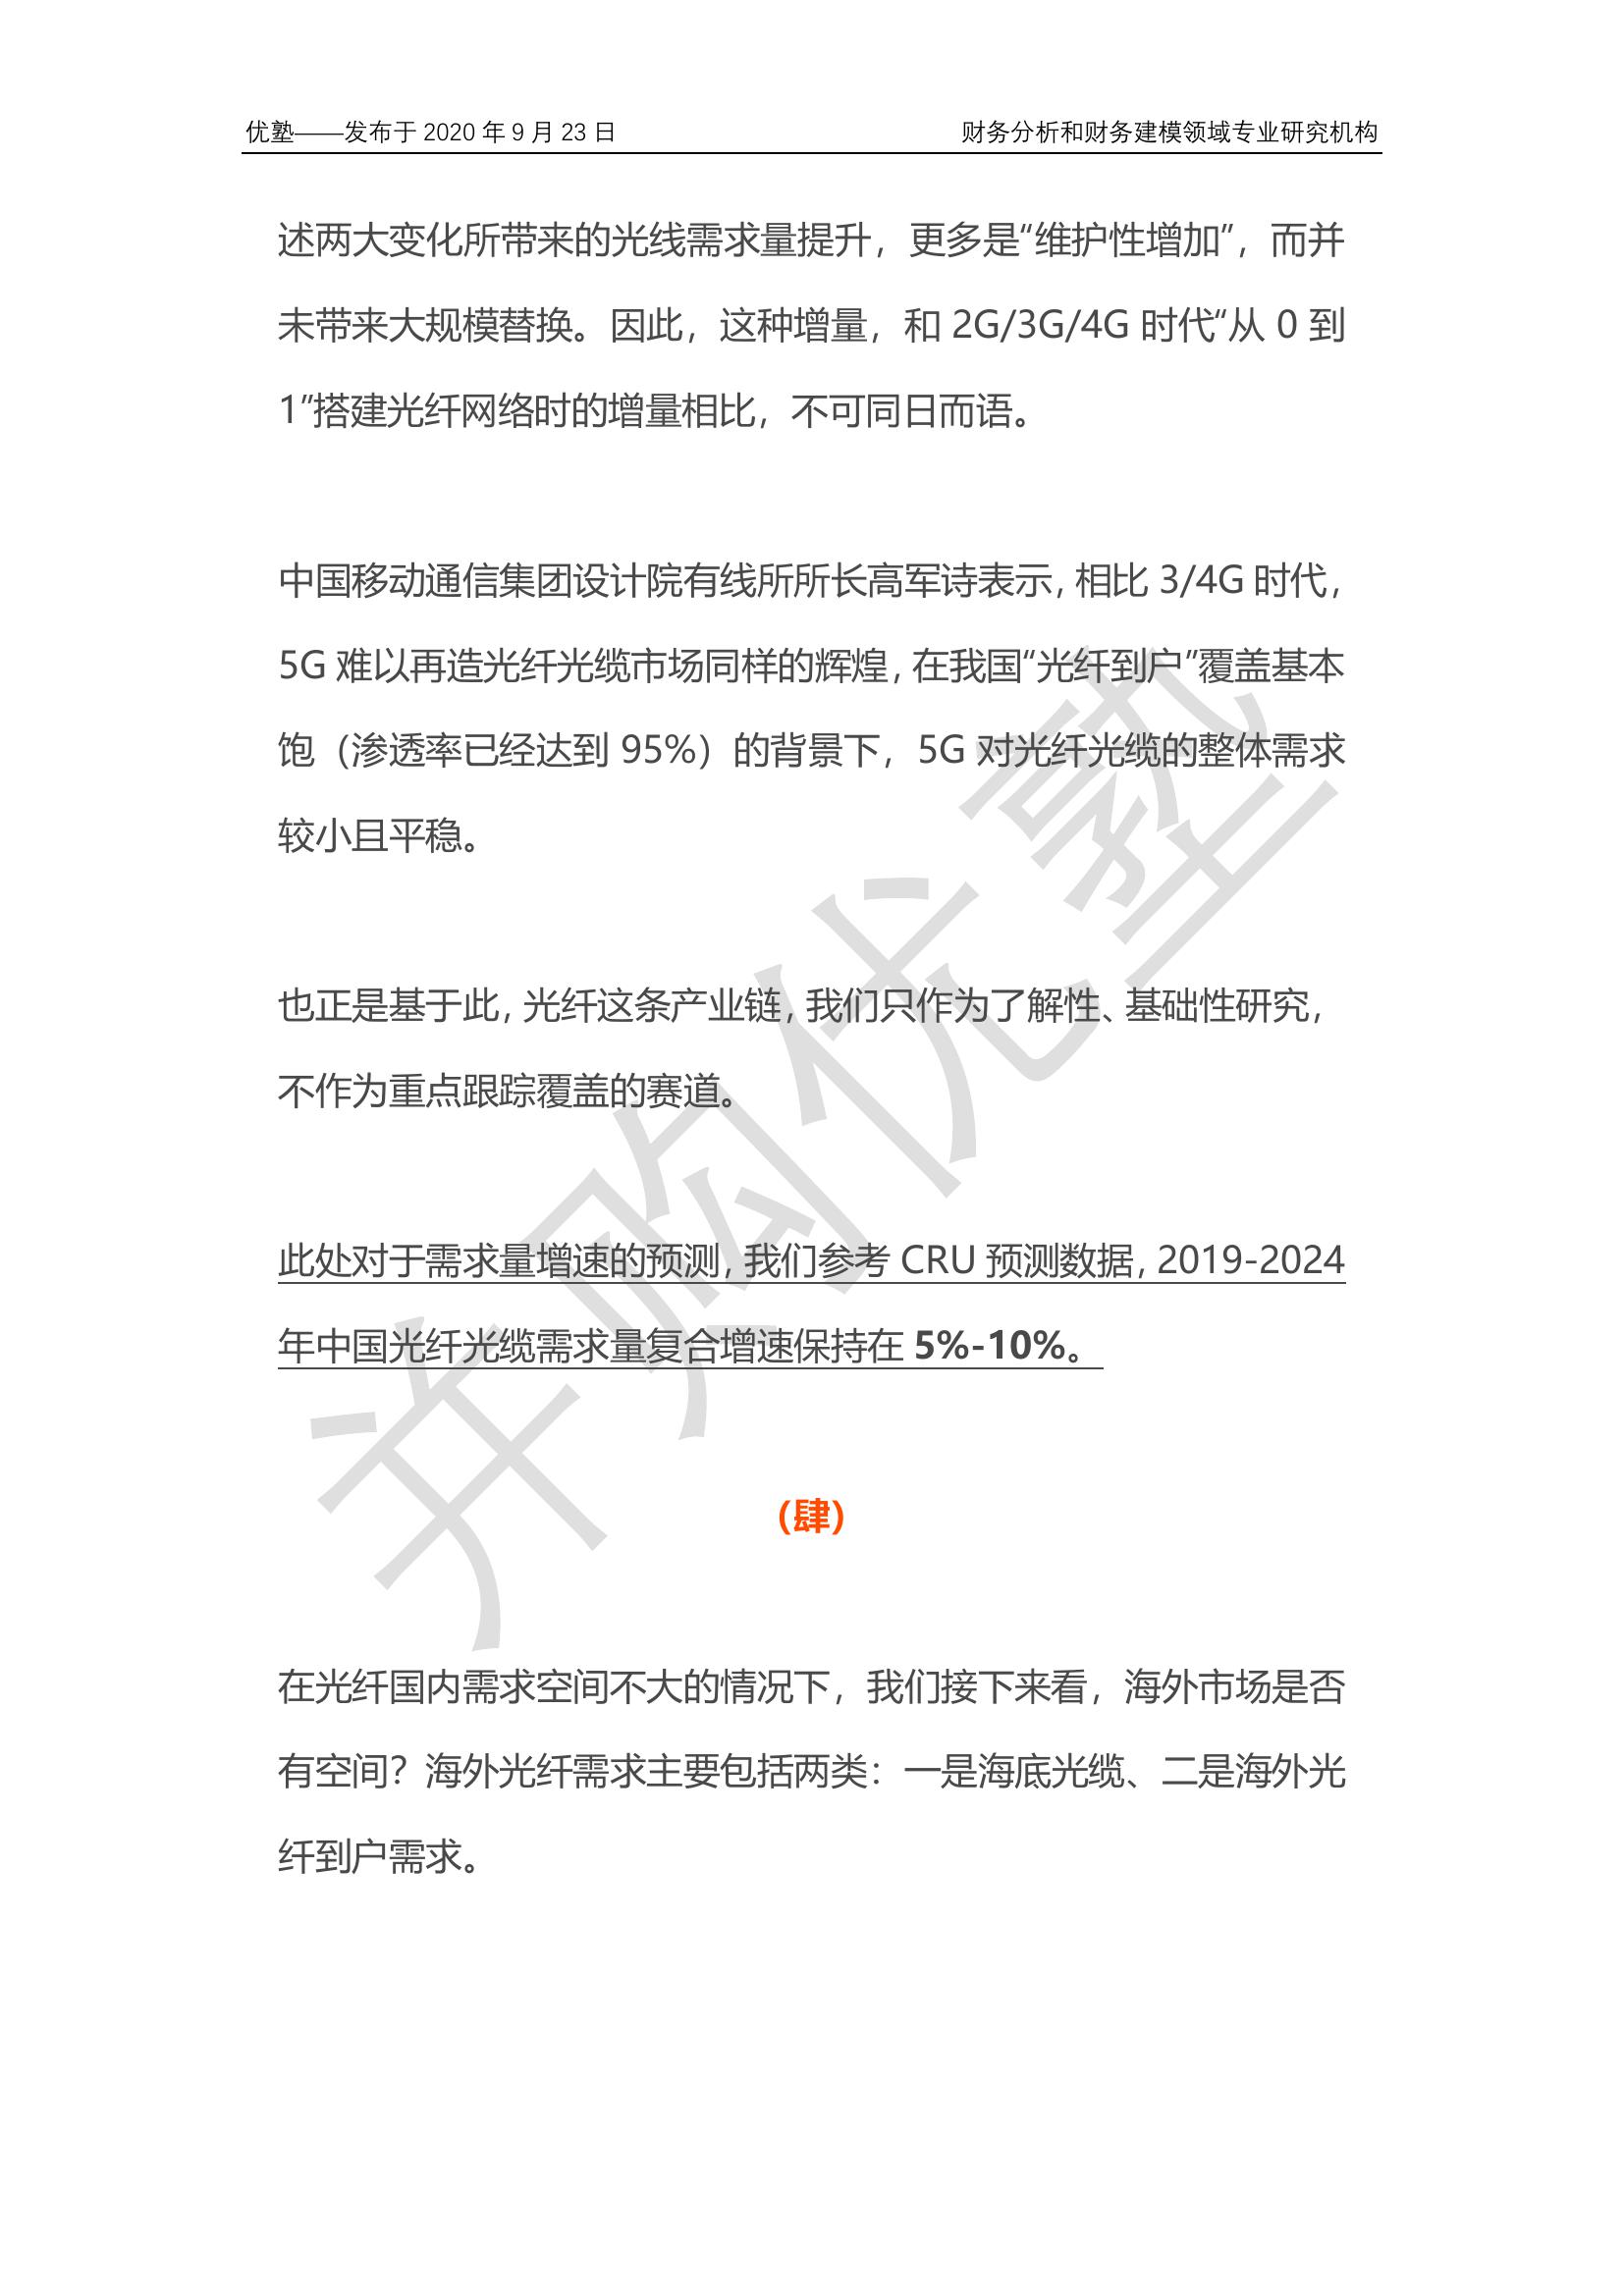 优塾——发布于 2020 年 9 月 23 日
财务分析和财务建模领域专业研究机构
述两大变化所带来的光线需求量提升，更多是“维护性增加”，而并
未带来大规模替换。因此，这种增量，和 2G/3G/4G 时代“从 0 到
1”搭建光纤网络时的增量相比，不可同日而语。
中国移动通信集团设计院有线所所长高军诗表示，相比 3/4G 时代，
5G 难以再造光纤光缆市场同样的辉煌，在我国“光纤到户”覆盖基本
饱（渗透率已经达到 95%）的背景下，5G 对光纤光缆的整体需求
较小且平稳。
也正是基于此，光纤这条产业链，我们只作为了解性、基础性研究，
不作为重点跟踪覆盖的赛道。
此处对于需求量增速的预测，我们参考 CRU 预测数据，2019-2024
年中国光纤光缆需求量复合增速保持在 5%-10%。
(肆)
在光纤国内需求空间不大的情况下，我们接下来看，海外市场是否
有空间？海外光纤需求主要包括两类：一是海底光缆、二是海外光
纤到户需求。
并购优塾